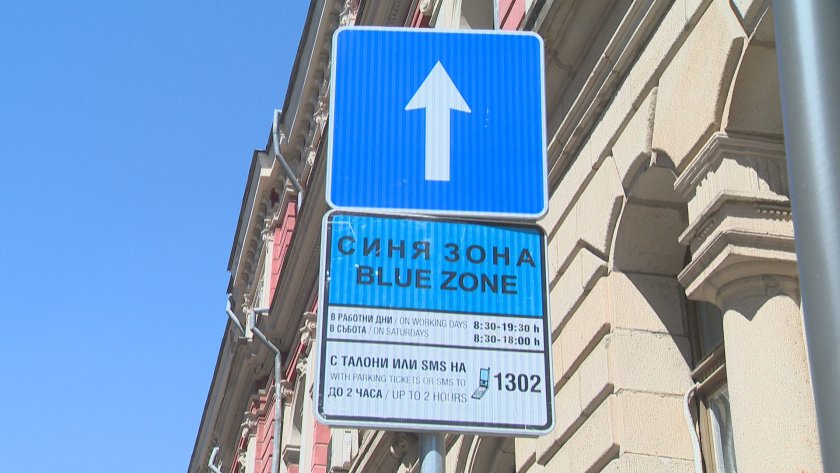 СИНЯ ЗОНА
BLUE ZONE
В РАБОТНИ ДНИ / ON WORKING DAYS 8:30-19:30 h
В СЪБОТА / ON SATURDAYS 8:30-18:00 h
С ТАЛОНИ ИЛИ SMS НА
WITH PARKING TICKETS OR SMS TO 1302
ДО 2 ЧАСА / UP TO 2 HOURS